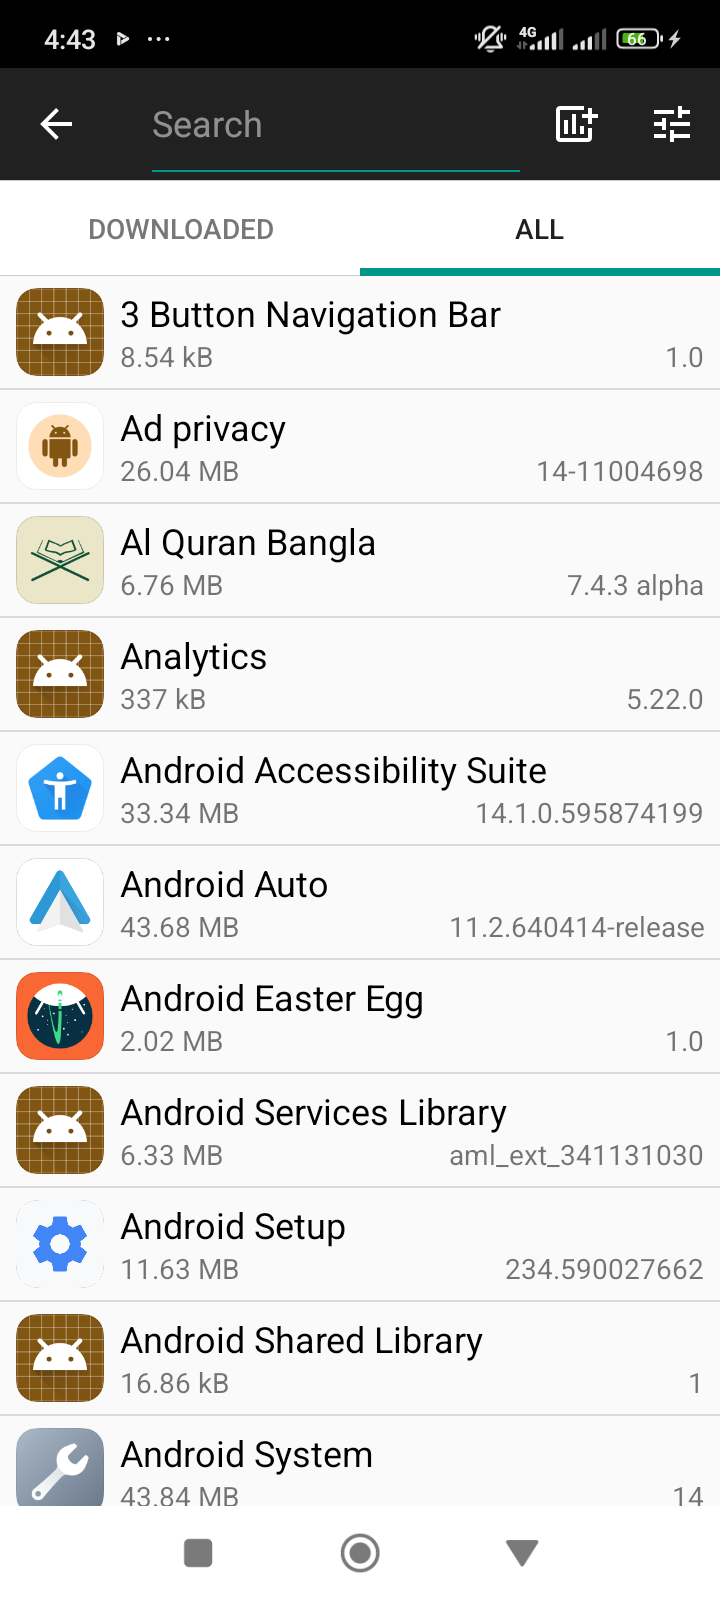 4:43
4G
66
Search
DOWNLOADED
ALL
3 Button Navigation Bar
8.54 kB 1.0
Ad privacy
26.04 MB 14-11004698
Al Quran Bangla
6.76 MB 7.4.3 alpha
Analytics
337 kB 5.22.0
Android Accessibility Suite
33.34 MB 14.1.0.595874199
Android Auto
43.68 MB 11.2.640414-release
Android Easter Egg
2.02 MB 1.0
Android Services Library
6.33 MB aml_ext_341131030
Android Setup
11.63 MB 234.590027662
Android Shared Library
16.86 kB 1
Android System
43.84 MB 14